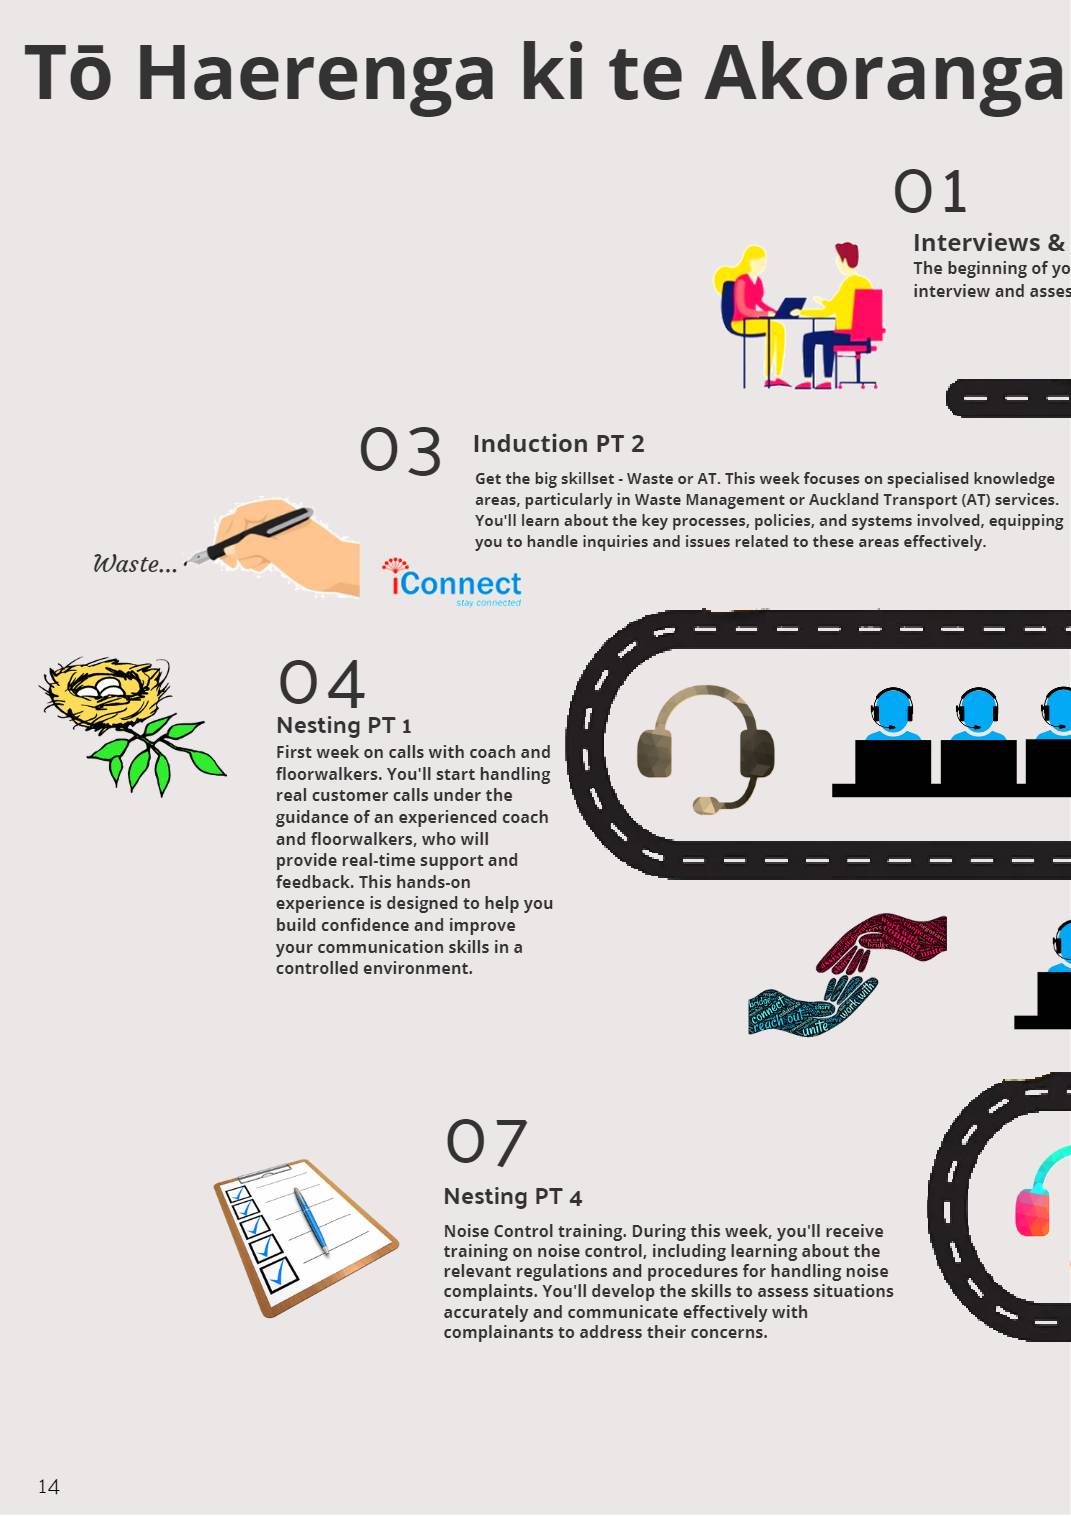 Tō Haerenga ki te Akoranga
01
Interviews &
The beginning of yo
interview and asses
03
Induction PT 2
Get the big skillset - Waste or AT. This week focuses on specialised knowledge
areas, particularly in Waste Management or Auckland Transport (AT) services.
You'll learn about the key processes, policies, and systems involved, equipping
you to handle inquiries and issues related to these areas effectively.
Waste...
iConnect
stay connected
04
Nesting PT 1
First week on calls with coach and
floorwalkers. You'll start handling
real customer calls under the
guidance of an experienced coach
and floorwalkers, who will
provide real-time support and
feedback. This hands-on
experience is designed to help you
build confidence and improve
your communication skills in a
controlled environment.
work with
connect
unite
bridge
connect
reach out
unite
work with
07
Nesting PT 4
Noise Control training. During this week, you'll receive
training on noise control, including learning about the
relevant regulations and procedures for handling noise
complaints. You'll develop the skills to assess situations
accurately and communicate effectively with
complainants to address their concerns.
14